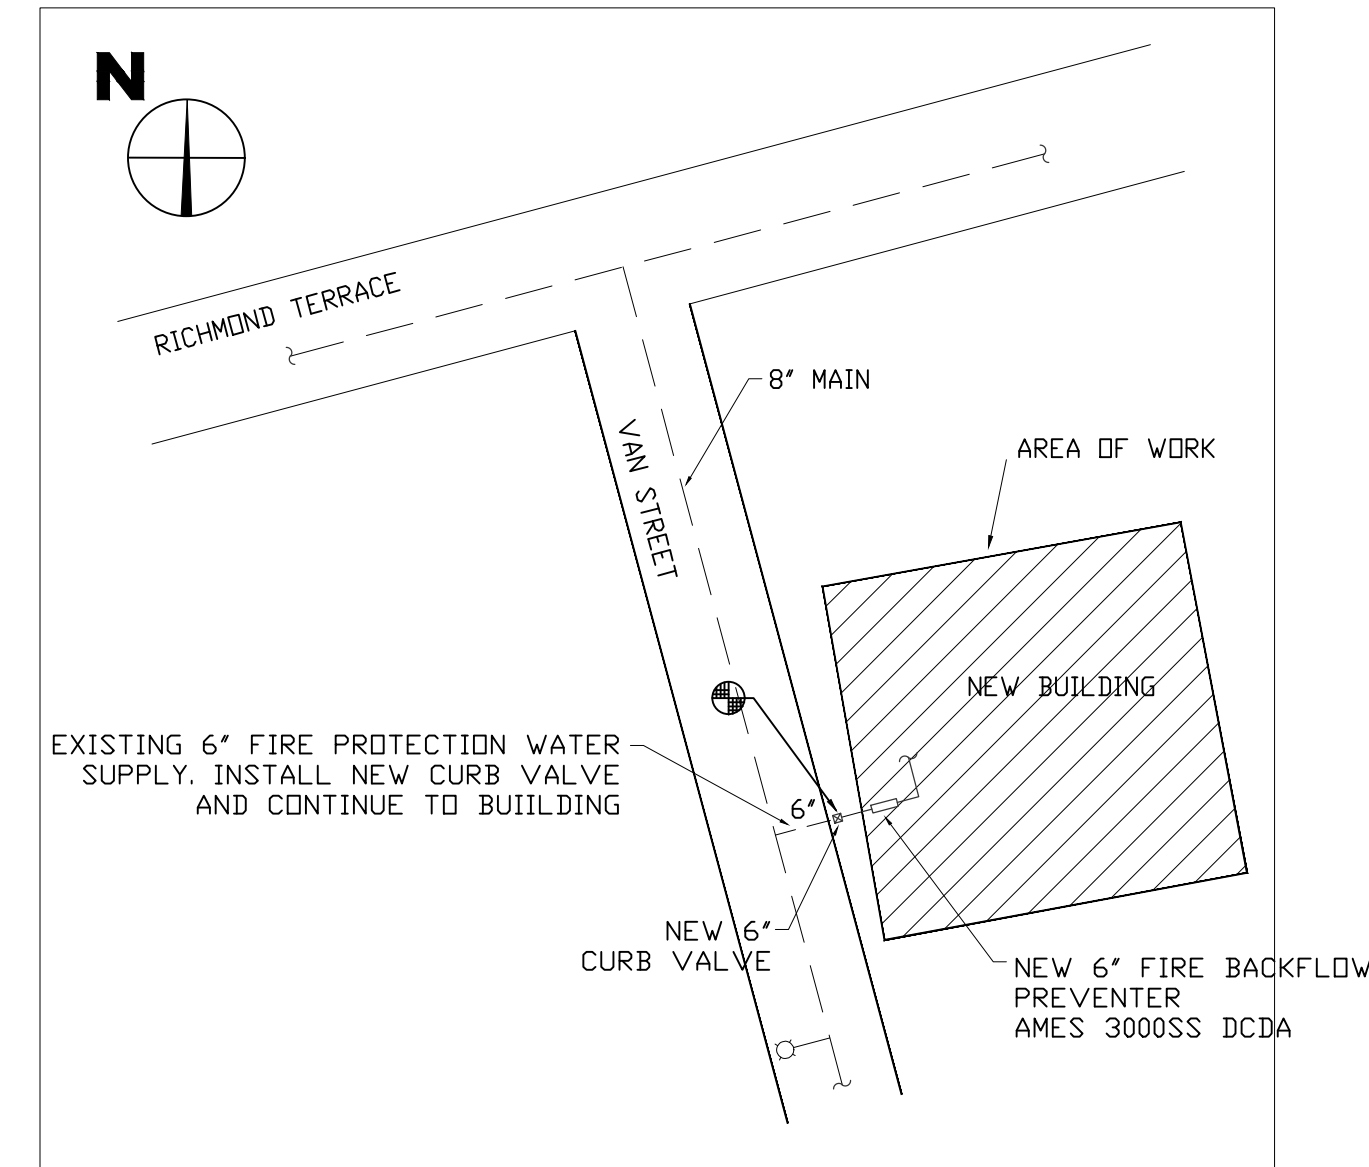 N
RICHMOND TERRACE
8" MAIN
VAN STREET
AREA OF WORK
NEW BUILDING
EXISTING 6" FIRE PROTECTION WATER
SUPPLY. INSTALL NEW CURB VALVE
AND CONTINUE TO BUIILDING
6"
NEW 6"
CURB VALVE
NEW 6" FIRE BACKFLOW
PREVENTER
AMES 3000SS DCDA